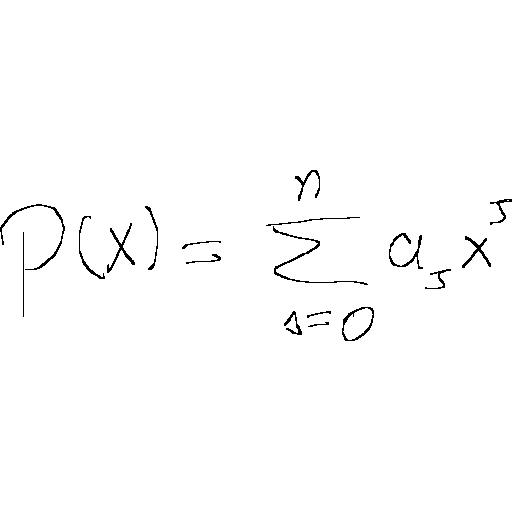 P(x) = \sum_{s=0}^{n} a_s x^s